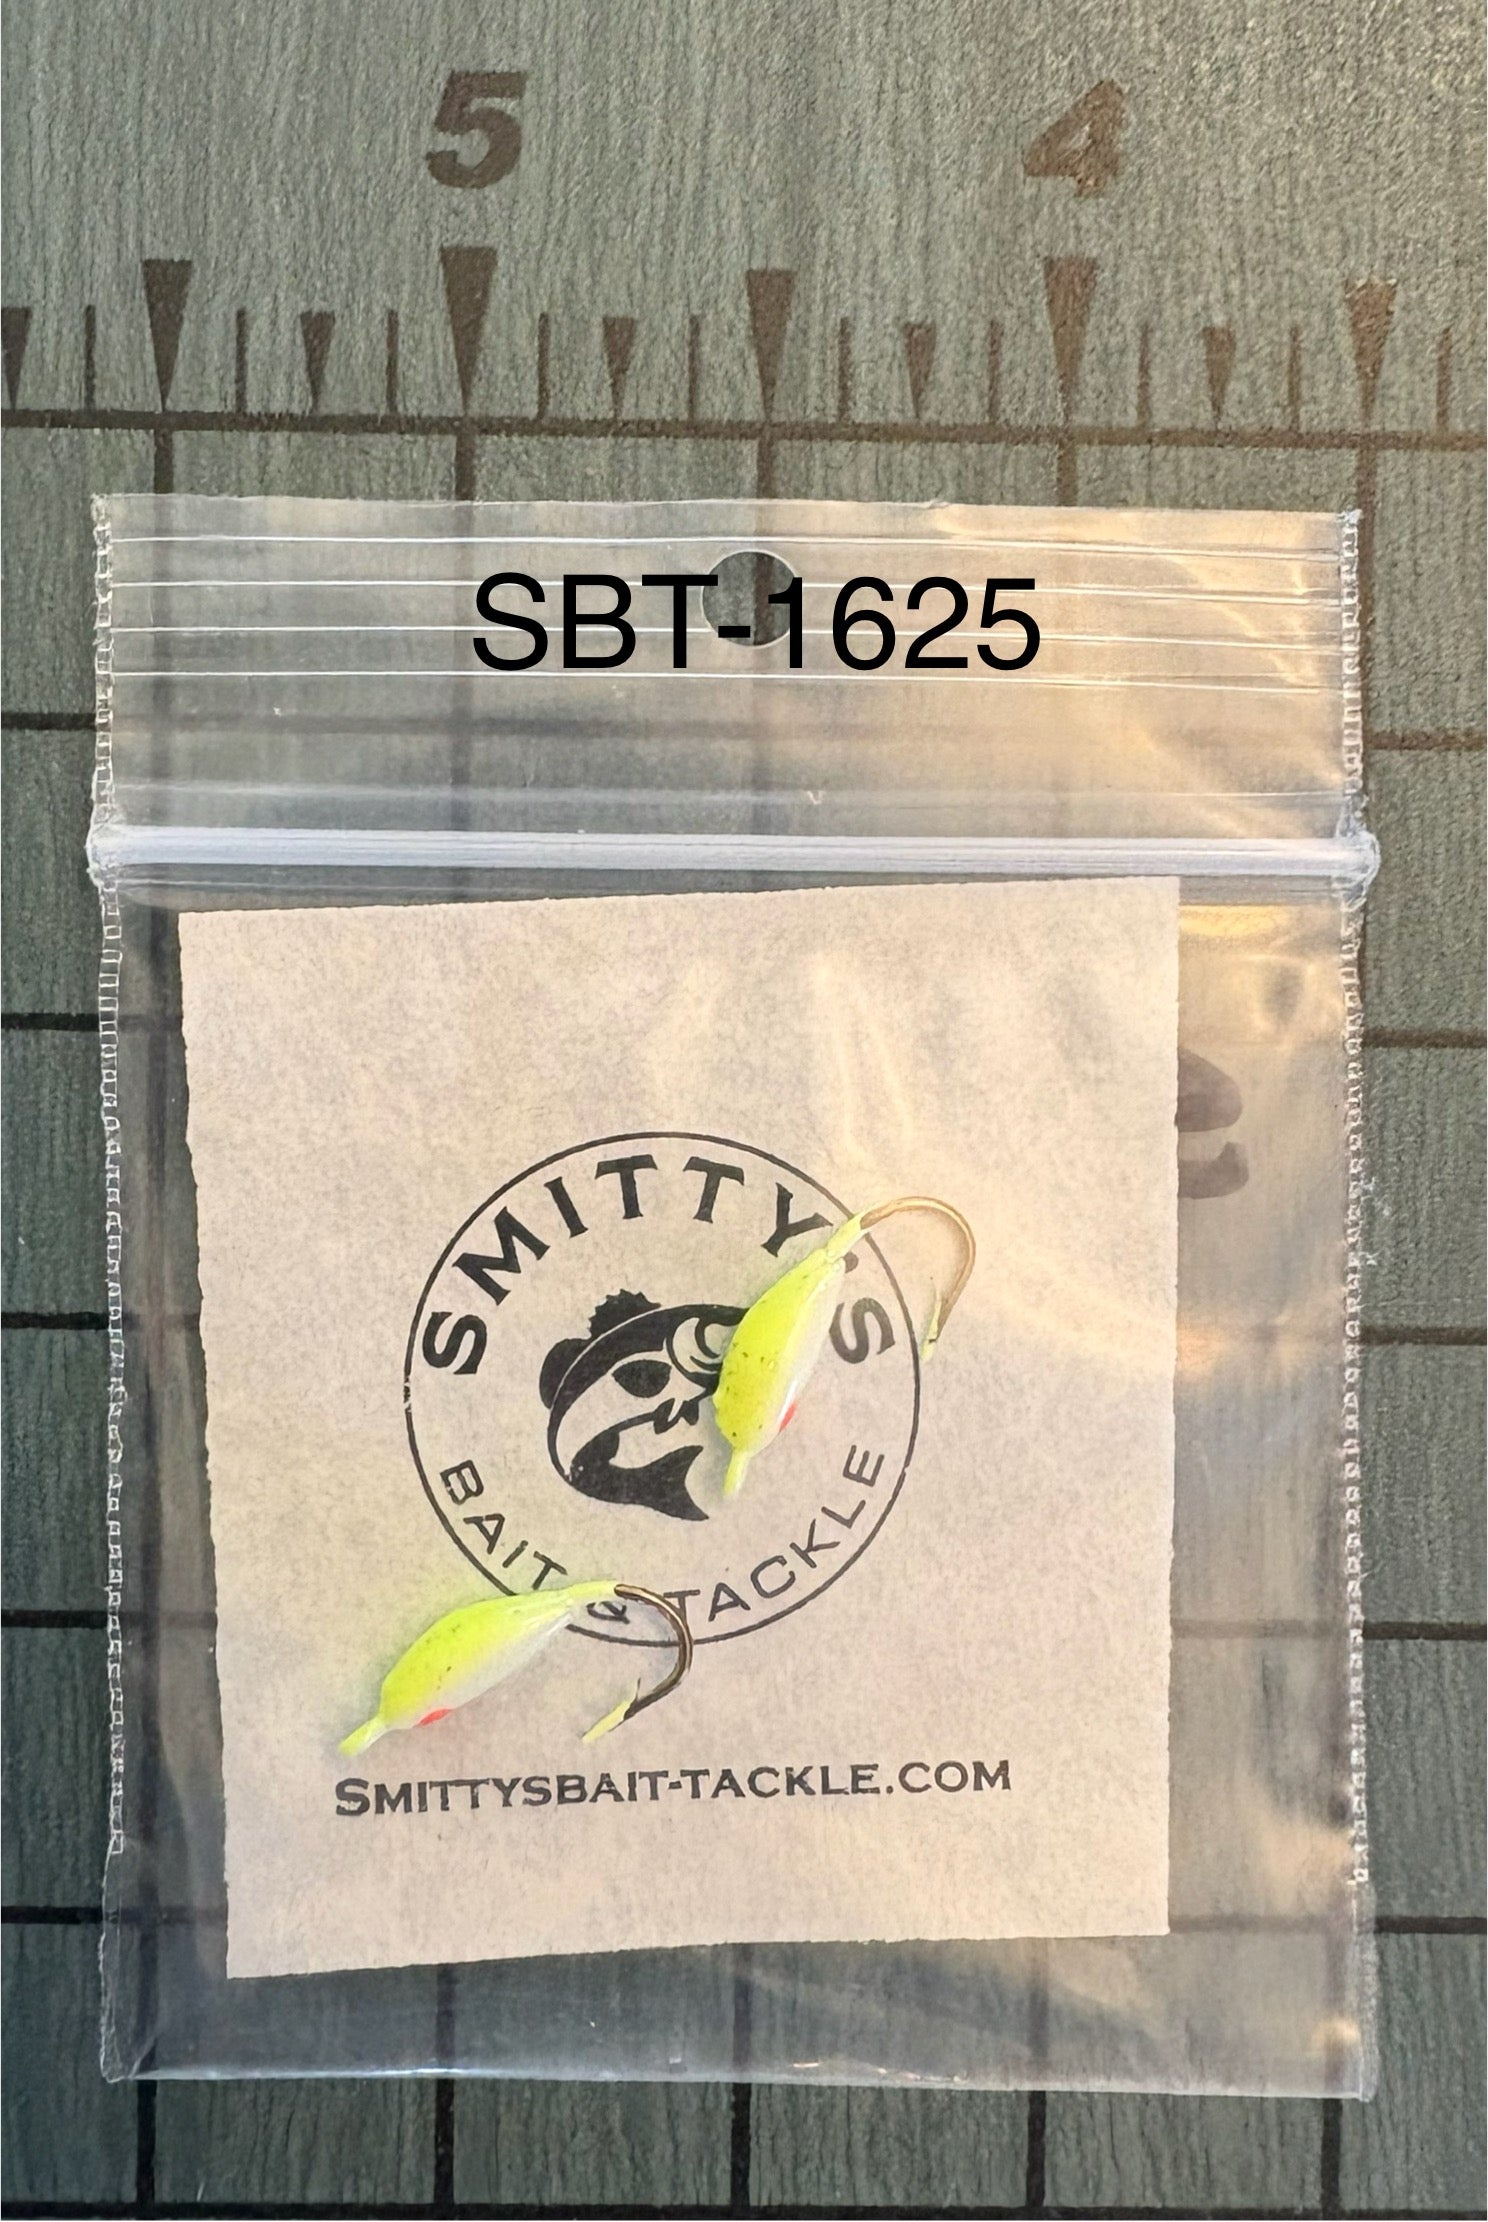 5 4
SBT-1625
SMITTY'S
BAIT & TACKLE
SMITTYSBAIT-TACKLE.COM